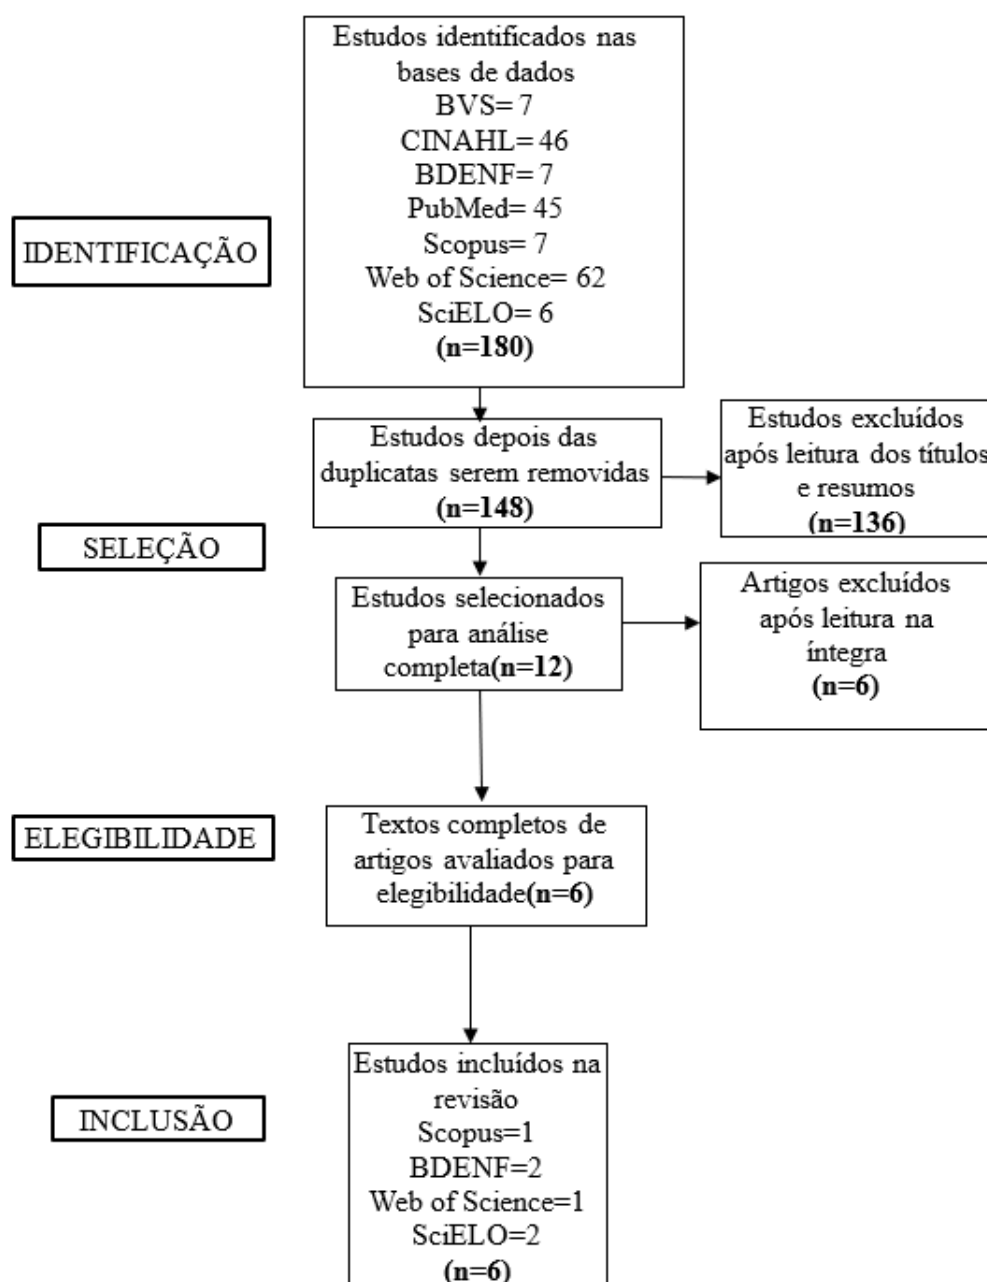 Estudos identificados nas
bases de dados
BVS= 7
CINAHL= 46
BDENF= 7
PubMed= 45
Scopus= 7
Web of Science= 62
SciELO= 6
(n=180)
IDENTIFICAÇÃO
Estudos depois das
duplicatas serem removidas
(n=148)
Estudos excluídos
após leitura dos títulos
e resumos
(n=136)
SELEÇÃO
Estudos selecionados
para análise
completa(n=12)
Artigos excluídos
após leitura na
íntegra
(n=6)
ELEGIBILIDADE
Textos completos de
artigos avaliados para
elegibilidade(n=6)
INCLUSÃO
Estudos incluídos na
revisão
Scopus=1
BDENF=2
Web of Science=1
SciELO=2
(n=6)